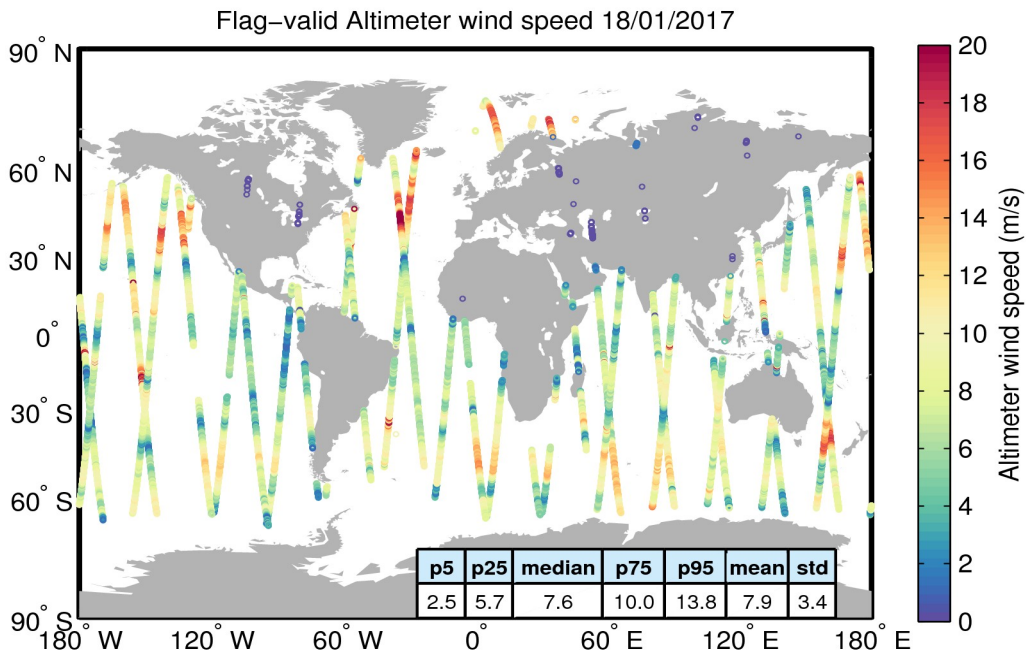 Flag−valid Altimeter wind speed 18/01/2017
90° N
60° N
30° N
0°
30° S
60° S
90° S
180° W
120° W
60° W
0°
60° E
120° E
180° E
p5 p25 median p75 p95 mean std
2.5 5.7 7.6 10.0 13.8 7.9 3.4
20
18
16
14
12
10
8
6
4
2
0
Altimeter wind speed (m/s)